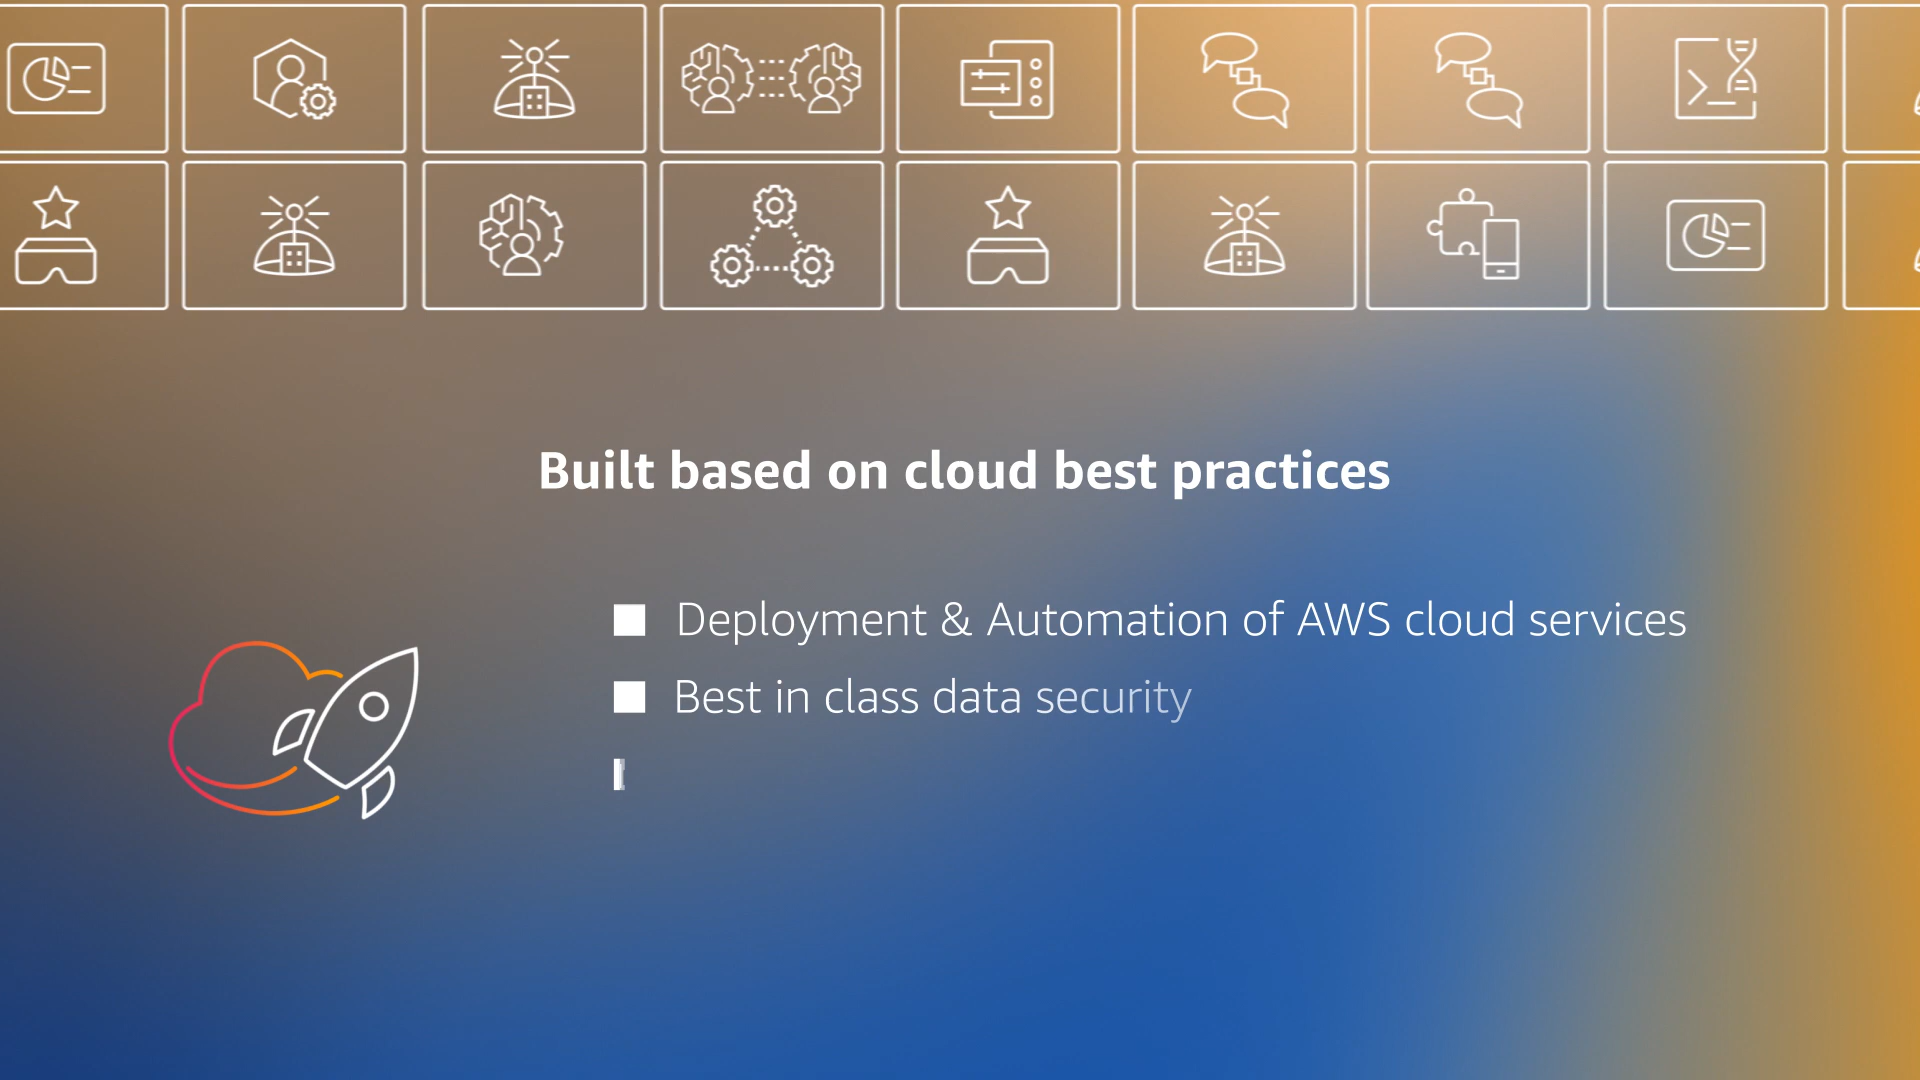 Built based on cloud best practices
Deployment & Automation of AWS cloud services
Best in class data security